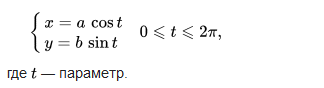 { x = a cos t
y = b sin t 0 ⩽ t ⩽ 2π,
где t — параметр.